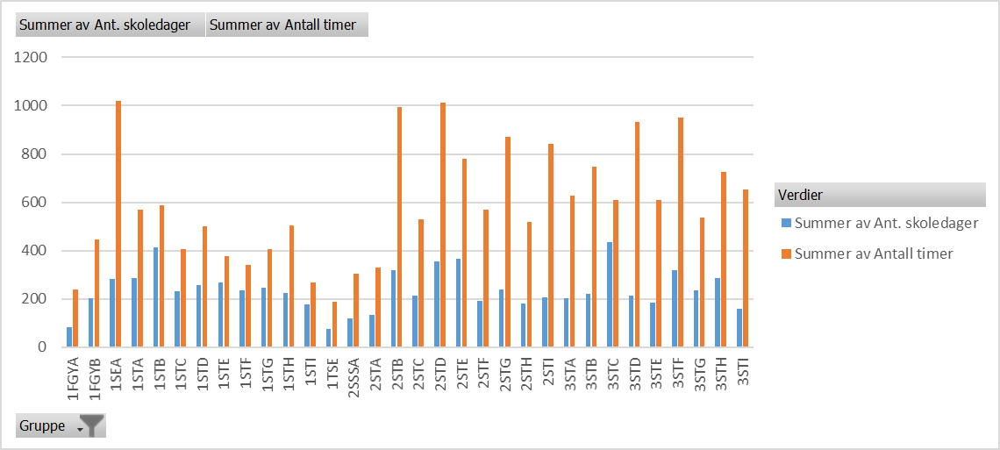 Summer av Ant. skoledager Summer av Antall timer
1200
1000
800
600
400
200
0
1FGYA 1FGYB 1SEA 1STA 1STB 1STC 1STD 1STE 1STF 1STG 1STH 1STI 1TSE 2SSSA 2STA 2STB 2STC 2STD 2STE 2STF 2STG 2STH 2STI 3STA 3STB 3STC 3STD 3STE 3STF 3STG 3STH 3STI
Verdier
Summer av Ant. skoledager
Summer av Antall timer
Gruppe